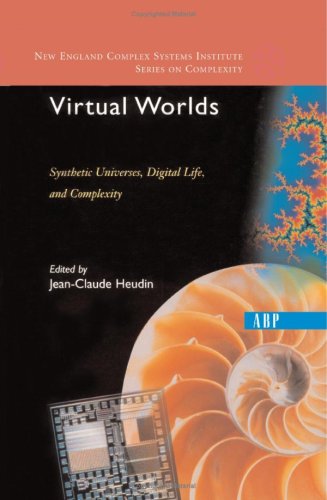 New England Complex Systems Institute
Series on Complexity
Virtual Worlds
Synthetic Universes, Digital Life,
and Complexity
Edited by
Jean-Claude Heudin
ABP